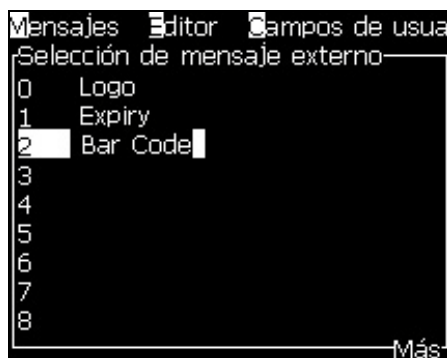 Mensajes Editor Campos de usua
Selección de mensaje externo
0 Logo
1 Expiry
2 Bar Code
3
4
5
6
7
8
Más